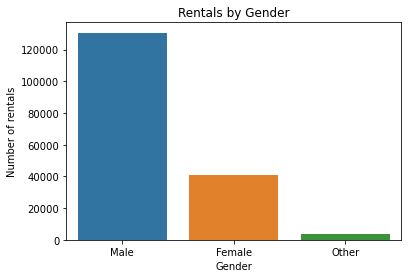 Rentals by Gender
Number of rentals
120000
100000
80000
60000
40000
20000
0
Male Female Other
Gender